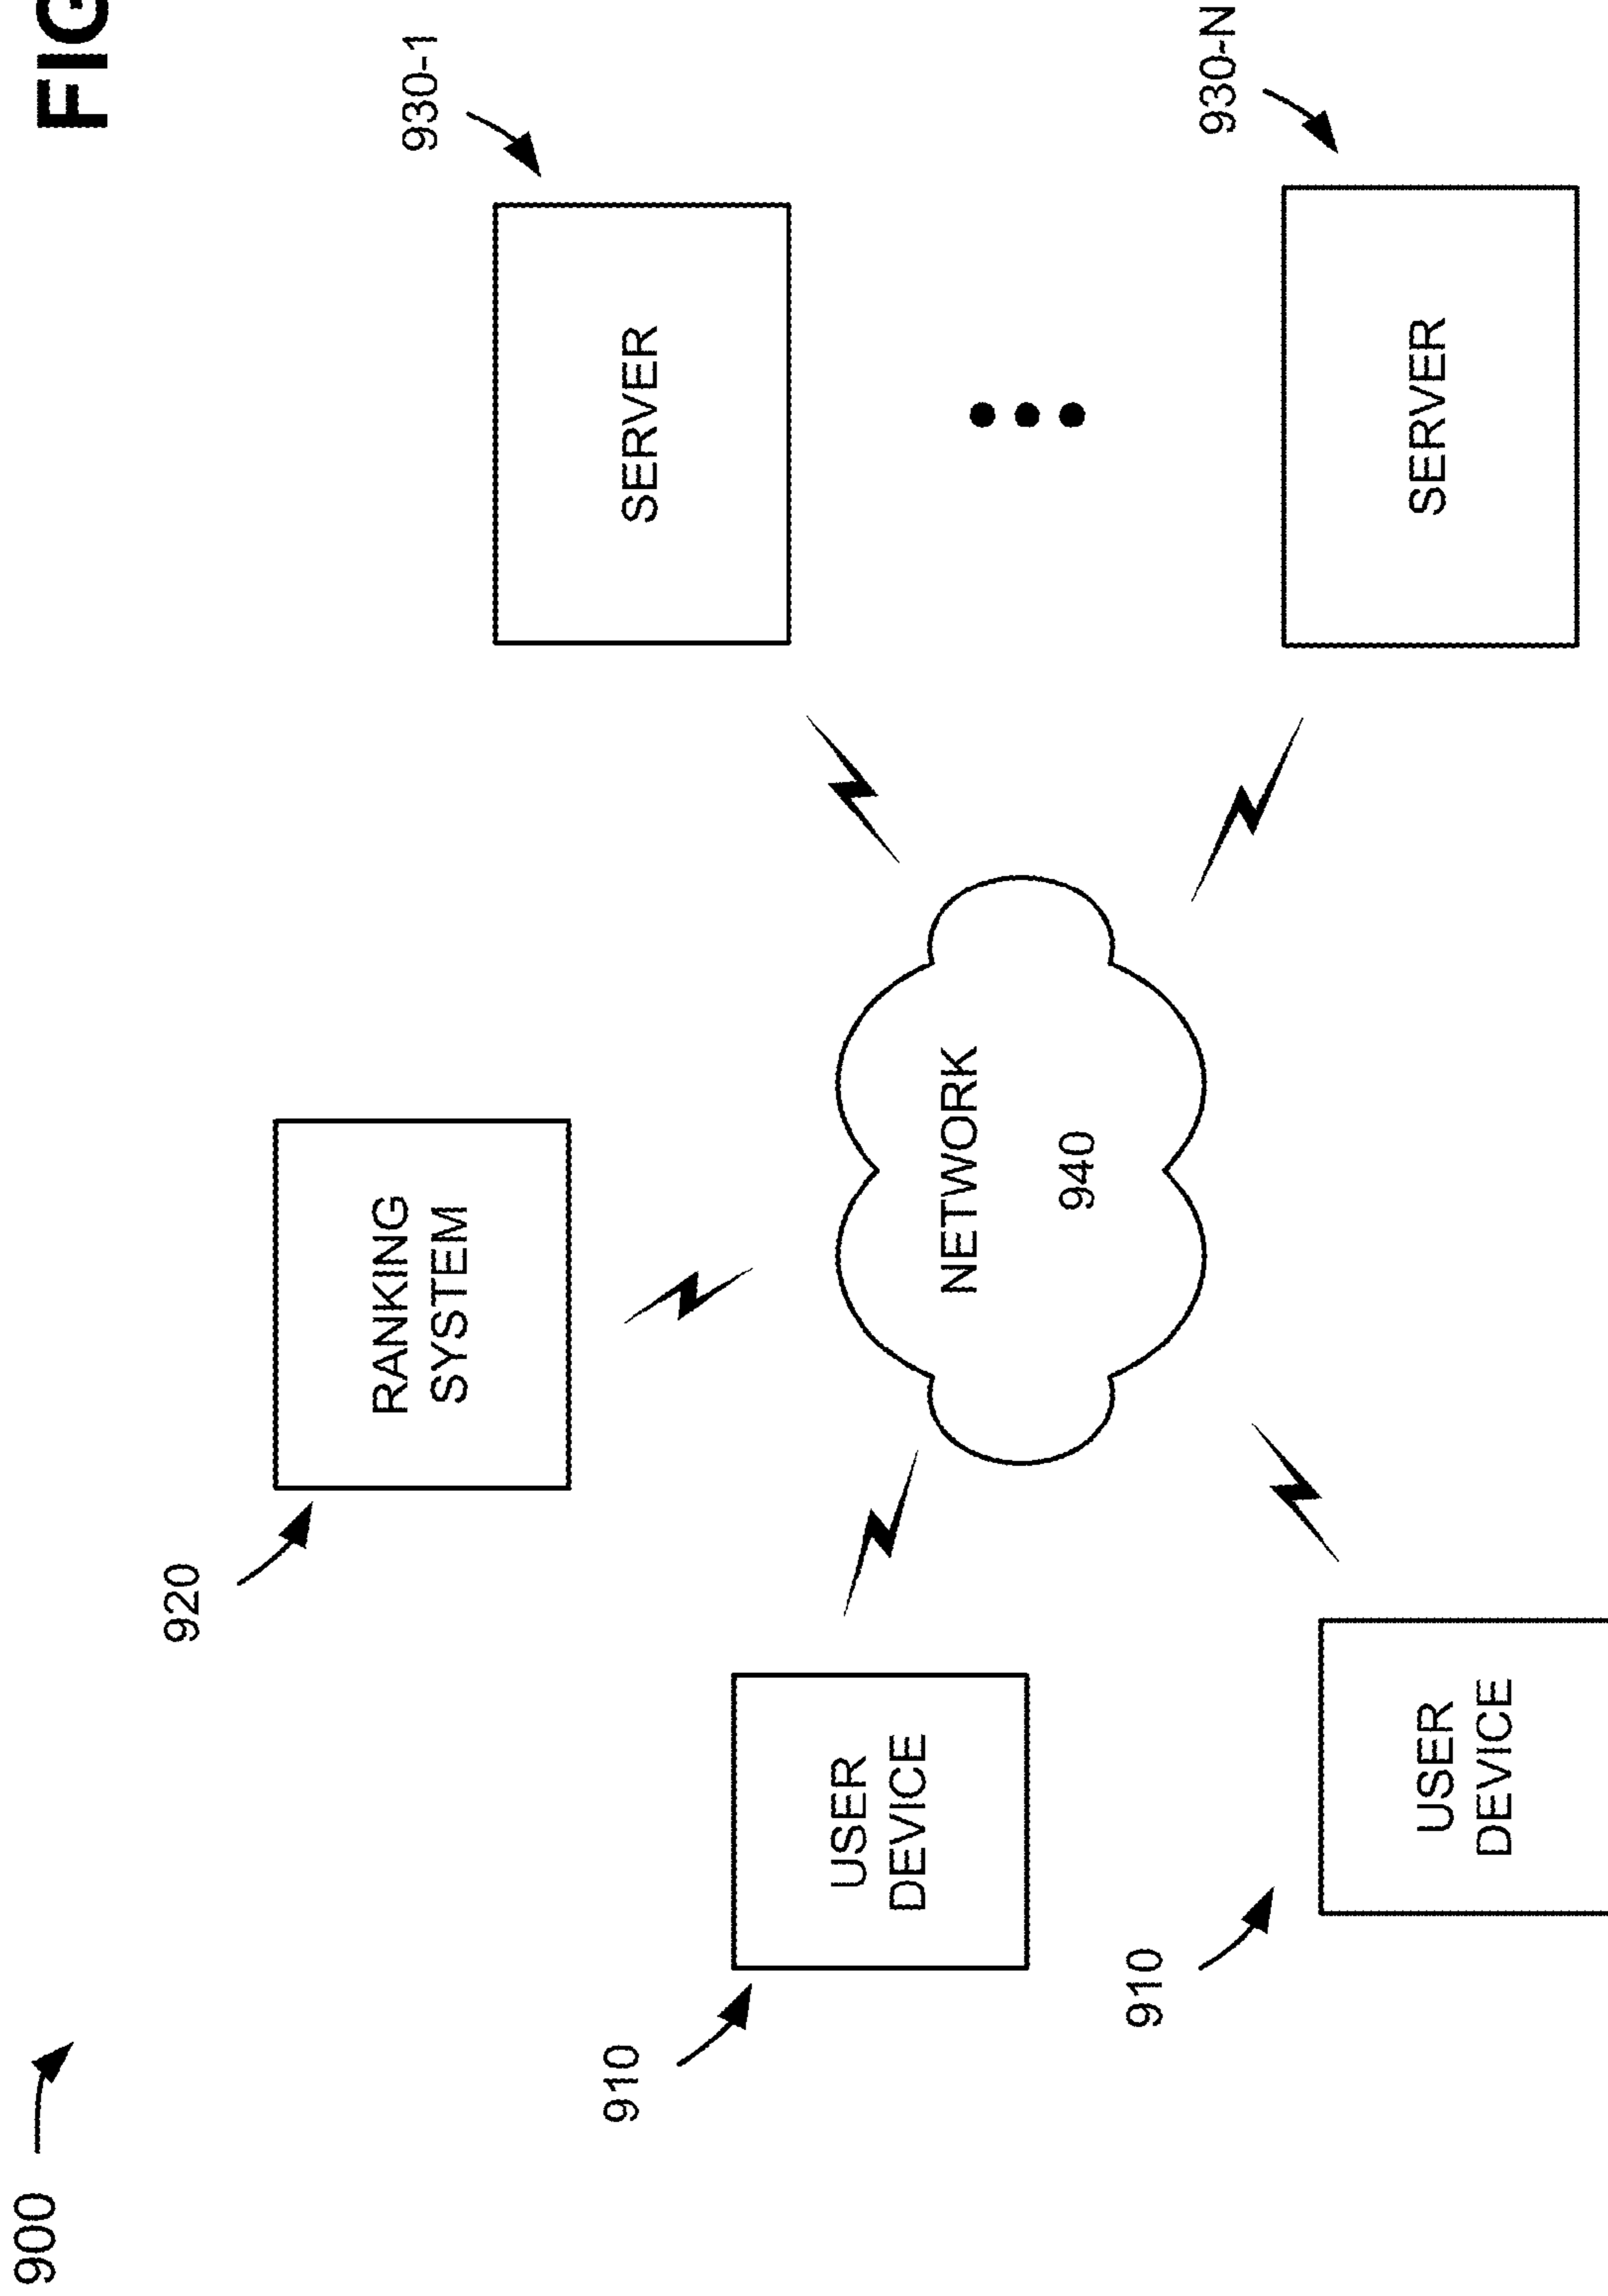 900
FIG
920
RANKING
SYSTEM
930-1
SERVER
910
USER
DEVICE
NETWORK
940
910
USER
DEVICE
930-N
SERVER